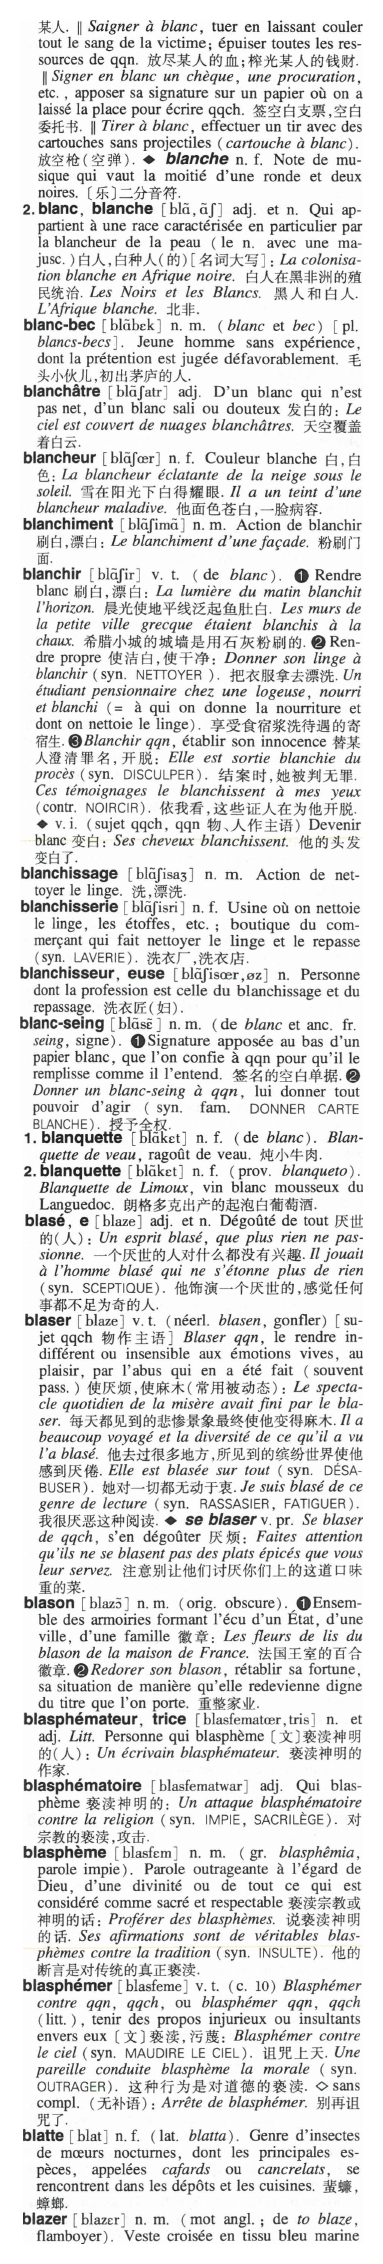 某人. ‖ Saigner à blanc, tuer en laissant couler
tout le sang de la victime; épuiser toutes les res-
sources de qqn. 放尽某人的血;榨光某人的钱财.
‖ Signer en blanc un chèque, une procuration,
etc. , apposer sa signature sur un papier où on a
laissé la place pour écrire qqch. 签空白支票,空白
委托书. ‖ Tirer à blanc, effectuer un tir avec des
cartouches sans projectiles (cartouche à blanc).
放空枪(空弹). ◆ blanche n. f. Note de mu-
sique qui vaut la moitié d'une ronde et deux
noires. 〔乐〕二分音符.
2. blanc, blanche [blɑ̃, ɑ̃ʃ] adj. et n. Qui ap-
partient à une race caractérisée en particulier par
la blancheur de la peau (le n. avec une ma-
jusc. )白人,白种人(的)[名词大写]: La colonisa-
tion blanche en Afrique noire. 白人在黑非洲的殖
民统治. Les Noirs et les Blancs. 黑人和白人.
L'Afrique blanche. 北非.
blanc-bec [blɑ̃bɛk] n. m. (blanc et bec) [pl.
blancs-becs]. Jeune homme sans expérience,
dont la prétention est jugée défavorablement. 毛
头小伙儿,初出茅庐的人.
blanchâtre [blɑ̃ʃatr] adj. D'un blanc qui n'est
pas net, d'un blanc sali ou douteux 发白的: Le
ciel est couvert de nuages blanchâtres. 天空覆盖
着白云.
blancheur [blɑ̃ʃœr] n. f. Couleur blanche 白,白
色: La blancheur éclatante de la neige sous le
soleil. 雪在阳光下白得耀眼. Il a un teint d'une
blancheur maladive. 他面色苍白,一脸病容.
blanchiment [blɑ̃ʃimɑ̃] n. m. Action de blanchir
刷白,漂白: Le blanchiment d'une façade. 粉刷门
面.
blanchir [blɑ̃ʃir] v. t. (de blanc). ❶ Rendre
blanc 刷白,漂白: La lumière du matin blanchit
l'horizon. 晨光使地平线泛起鱼肚白. Les murs de
la petite ville grecque étaient blanchis à la
chaux. 希腊小城的城墙是用石灰粉刷的. ❷ Ren-
dre propre 使洁白,使干净: Donner son linge à
blanchir (syn. NETTOYER ). 把衣服拿去漂洗. Un
étudiant pensionnaire chez une logeuse, nourri
et blanchi (= à qui on donne la nourriture et
dont on nettoie le linge). 享受食宿浆洗待遇的寄
宿生. ❸ Blanchir qqn, établir son innocence 替某
人澄清罪名,开脱: Elle est sortie blanchie du
procès (syn. DISCULPER). 结案时,她被判无罪.
Ces témoignages le blanchissent à mes yeux
(contr. NOIRCIR). 依我看,这些证人在为他开脱.
◆ v. i. (sujet qqch, qqn 物、人作主语) Devenir
blanc 变白: Ses cheveux blanchissent. 他的头发
变白了.
blanchissage [blɑ̃ʃisaʒ] n. m. Action de net-
toyer le linge. 洗,漂洗.
blanchisserie [blɑ̃ʃisri] n. f. Usine où on nettoie
le linge, les étoffes, etc. ; boutique du com-
merçant qui fait nettoyer le linge et le repasse
(syn. LAVERIE). 洗衣厂,洗衣店.
blanchisseur, euse [blɑ̃ʃisœr,øz] n. Personne
dont la profession est celle du blanchissage et du
repassage. 洗衣匠(妇).
blanc-seing [blɑ̃sɛ̃] n. m. (de blanc et anc. fr.
seing, signe). ❶ Signature apposée au bas d'un
papier blanc, que l'on confie à qqn pour qu'il le
remplisse comme il l'entend. 签名的空白单据. ❷
Donner un blanc-seing à qqn, lui donner tout
pouvoir d'agir ( syn. fam. DONNER CARTE
BLANCHE). 授予全权.
1. blanquette [blɑ̃kɛt] n. f. (de blanc). Blan-
quette de veau, ragoût de veau. 炖小牛肉.
2. blanquette [blɑ̃kɛt] n. f. (prov. blanqueto).
Blanquette de Limoux, vin blanc mousseux du
Languedoc. 朗格多克出产的起泡白葡萄酒.
blasé, e [blaze] adj. et n. Dégoûté de tout 厌世
的(人): Un esprit blasé, que plus rien ne pas-
sionne. 一个厌世的人对什么都没有兴趣. Il jouait
à l'homme blasé qui ne s'étonne plus de rien
(syn. SCEPTIQUE). 他饰演一个厌世的,感觉任何
事都不足为奇的人.
blaser [blaze] v. t. (néerl. blasen, gonfler) [su-
jet qqch 物作主语] Blaser qqn, le rendre in-
différent ou insensible aux émotions vives, au
plaisir, par l'abus qui en a été fait (souvent
pass. ) 使厌烦,使麻木(常用被动态): Le specta-
cle quotidien de la misère avait fini par le bla-
ser. 每天都见到的悲惨景象最终使他变得麻木. Il a
beaucoup voyagé et la diversité de ce qu'il a vu
l'a blasé. 他去过很多地方,所见到的缤纷世界使他
感到厌倦. Elle est blasée sur tout ( syn. DÉSA-
BUSER). 她对一切都无动于衷. Je suis blasé de ce
genre de lecture (syn. RASSASIER, FATIGUER).
我很厌恶这种阅读. ◆ se blaser v. pr. Se blaser
de qqch, s'en dégoûter 厌烦: Faites attention
qu'ils ne se blasent pas des plats épicés que vous
leur servez. 注意别让他们讨厌你们上的这道口味
重的菜.
blason [blazɔ̃] n. m. (orig. obscure). ❶ Ensem-
ble des armoiries formant l'écu d'un État, d'une
ville, d'une famille 徽章: Les fleurs de lis du
blason de la maison de France. 法国王室的百合
徽章. ❷ Redorer son blason, rétablir sa fortune,
sa situation de manière qu'elle redevienne digne
du titre que l'on porte. 重整家业.
blasphémateur, trice [blasfematœr,tris] n. et
adj. Litt. Personne qui blasphème 〔文〕亵渎神明
的(人): Un écrivain blasphémateur. 亵渎神明的
作家.
blasphématoire [blasfematwar] adj. Qui blas-
phème 亵渎神明的: Un attaque blasphématoire
contre la religion (syn. IMPIE, SACRILÈGE). 对
宗教的亵渎,攻击.
blasphème [blasfɛm] n. m. ( gr. blasphêmia,
parole impie). Parole outrageante à l'égard de
Dieu, d'une divinité ou de tout ce qui est
considéré comme sacré et respectable 亵渎宗教或
神明的话: Proférer des blasphèmes. 说亵渎神明
的话. Ses afirmations sont de véritables blas-
phèmes contre la tradition (syn. INSULTE). 他的
断言是对传统的真正亵渎.
blasphémer [blasfeme] v. t. (c. 10) Blasphémer
contre qqn, qqch, ou blasphémer qqn, qqch
(litt. ), tenir des propos injurieux ou insultants
envers eux 〔文〕亵渎,污蔑: Blasphémer contre
le ciel (syn. MAUDIRE LE CIEL). 诅咒上天. Une
pareille conduite blasphème la morale ( syn.
OUTRAGER). 这种行为是对道德的亵渎. ◇ sans
compl. (无补语): Arrête de blasphémer. 别再诅
咒了.
blatte [blat] n. f. (lat. blatta). Genre d'insectes
de mœurs nocturnes, dont les principales es-
pèces, appelées cafards ou cancrelats, se
rencontrent dans les dépôts et les cuisines. 蜚蠊,
蟑螂.
blazer [blazɛr] n. m. (mot angl. ; de to blaze,
flamboyer). Veste croisée en tissu bleu marine